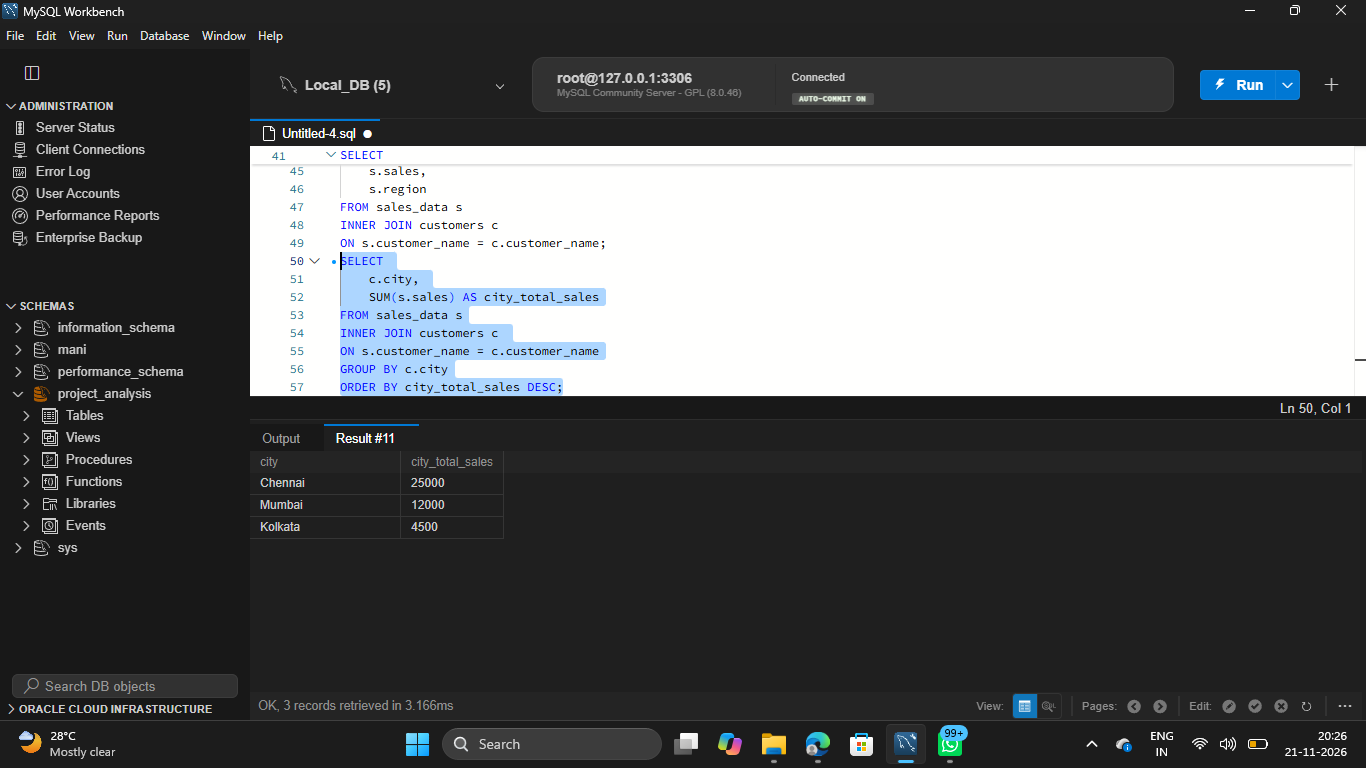 MySQL Workbench
File Edit View Run Database Window Help
Local_DB (5)
root@127.0.0.1:3306
MySQL Community Server - GPL (8.0.46)
Connected
AUTO-COMMIT ON
Run
ADMINISTRATION
Server Status
Client Connections
Error Log
User Accounts
Performance Reports
Enterprise Backup
SCHEMAS
information_schema
mani
performance_schema
project_analysis
Tables
Views
Procedures
Functions
Libraries
Events
sys
Search DB objects
ORACLE CLOUD INFRASTRUCTURE
Untitled-4.sql
41 SELECT
45 s.sales,
46 s.region
47 FROM sales_data s
48 INNER JOIN customers c
49 ON s.customer_name = c.customer_name;
50 SELECT
51 c.city,
52 SUM(s.sales) AS city_total_sales
53 FROM sales_data s
54 INNER JOIN customers c
55 ON s.customer_name = c.customer_name
56 GROUP BY c.city
57 ORDER BY city_total_sales DESC;
Ln 50, Col 1
Output Result #11
city city_total_sales
Chennai 25000
Mumbai 12000
Kolkata 4500
OK, 3 records retrieved in 3.166ms
View: Pages: Edit:
28°C
Mostly clear
Search
99+
ENG
IN
20:26
21-11-2026